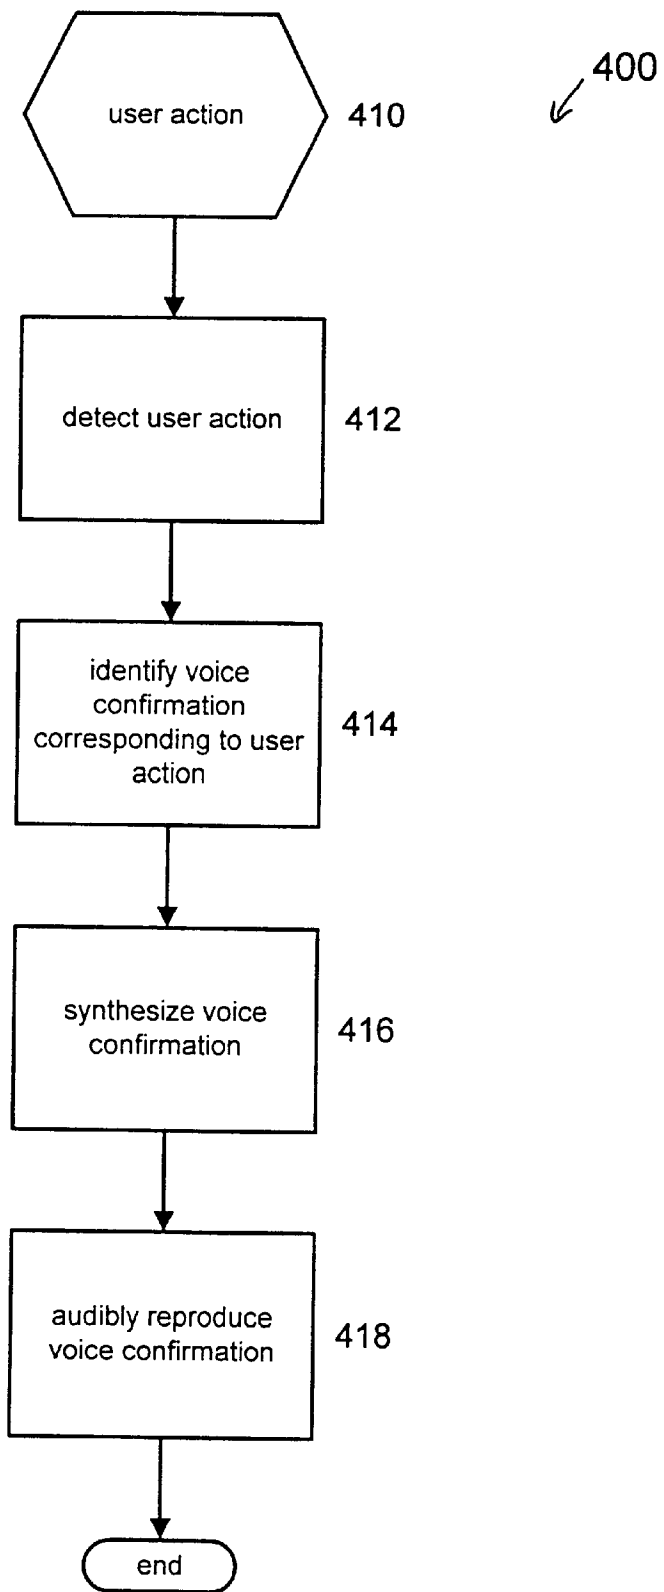 400
user action
410
detect user action
412
identify voice
confirmation
corresponding to user
action
414
synthesize voice
confirmation
416
audibly reproduce
voice confirmation
418
end